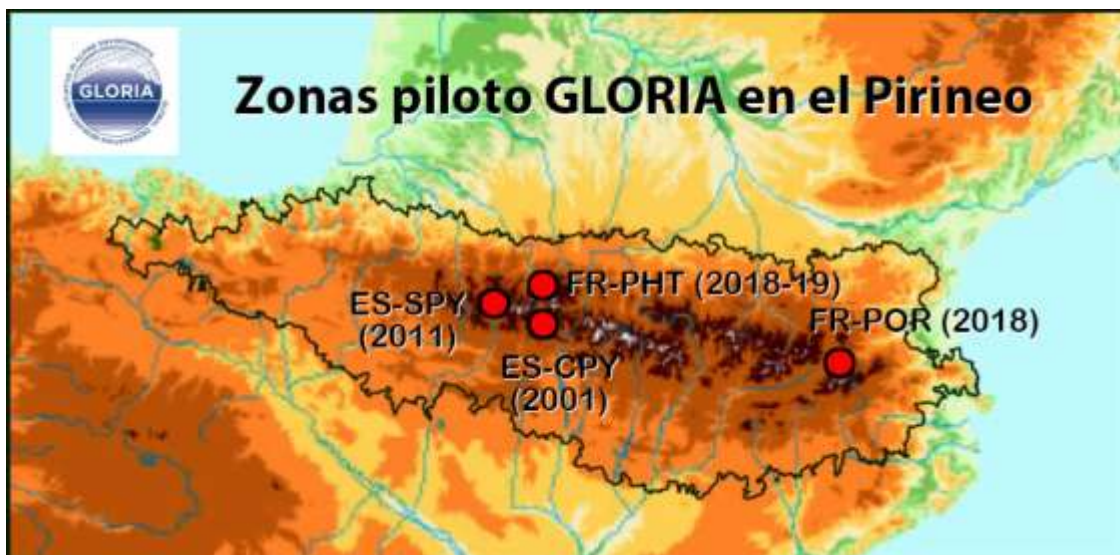 GLORIA
Zonas piloto GLORIA en el Pirineo
FR-PHT (2018-19)
ES-SPY
(2011)
FR-POR (2018)
ES-CPY
(2001)